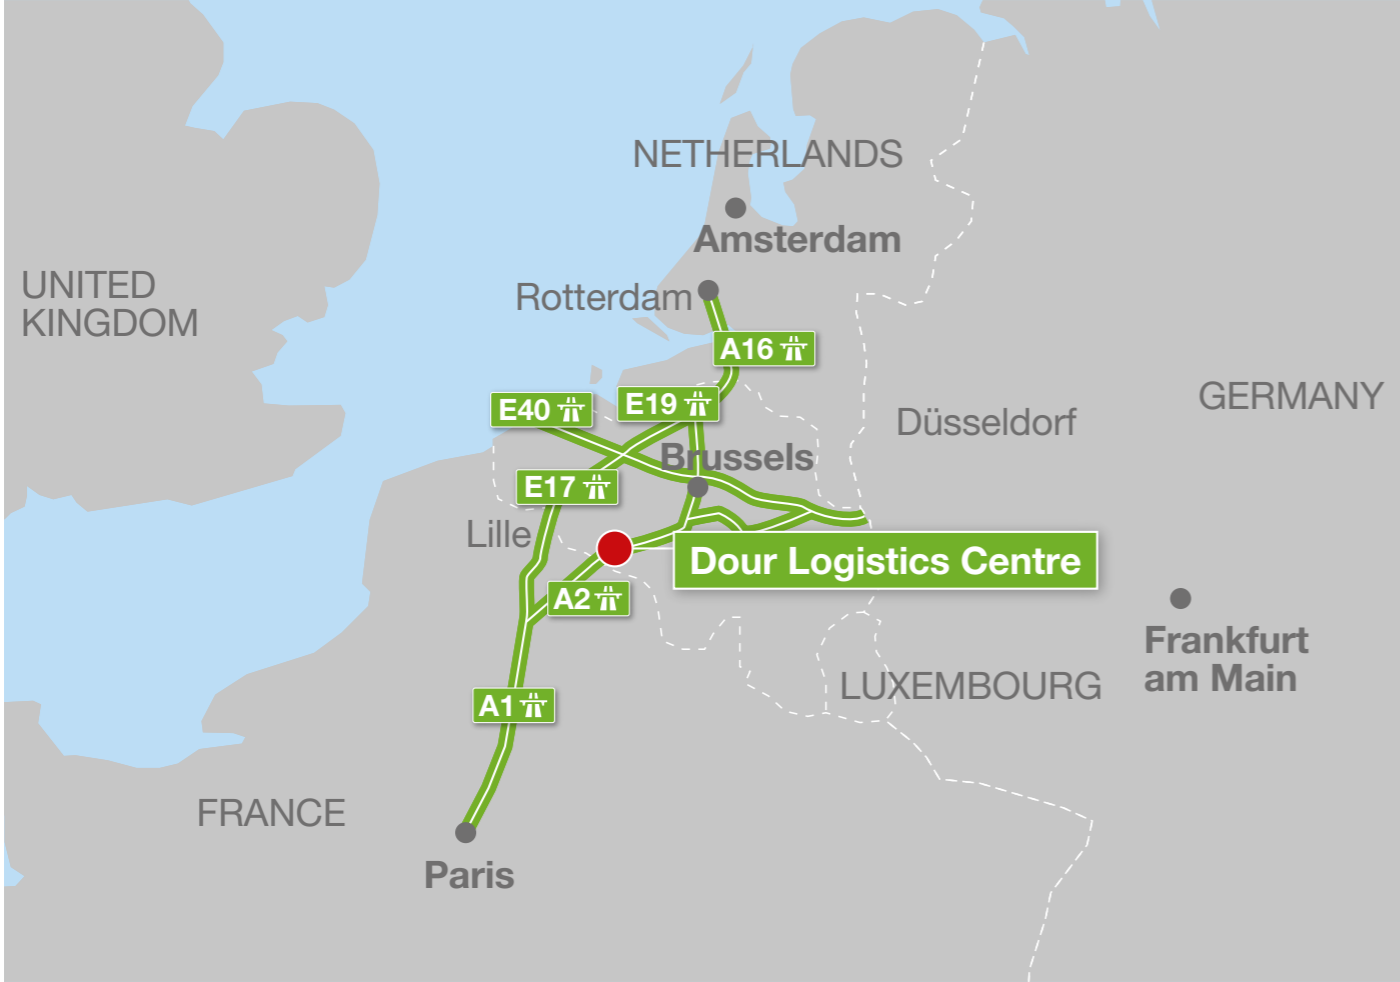 NETHERLANDS
Amsterdam
UNITED
KINGDOM
Rotterdam
A16
GERMANY
E40
E19
Düsseldorf
Brussels
E17
Lille
Dour Logistics Centre
A2
Frankfurt
am Main
LUXEMBOURG
A1
FRANCE
Paris